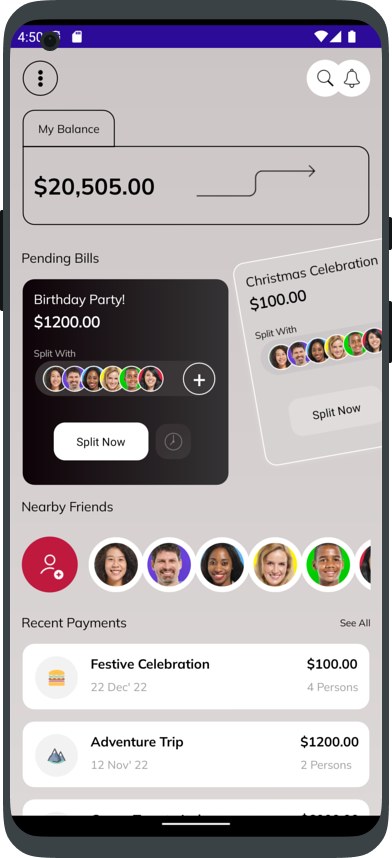 4:50
My Balance
$20,505.00
Pending Bills
Birthday Party!
$1200.00
Split With
Split Now
Christmas Celebration
$100.00
Split With
Split Now
Nearby Friends
Recent Payments
See All
Festive Celebration
$100.00
22 Dec' 22
4 Persons
Adventure Trip
$1200.00
12 Nov' 22
2 Persons